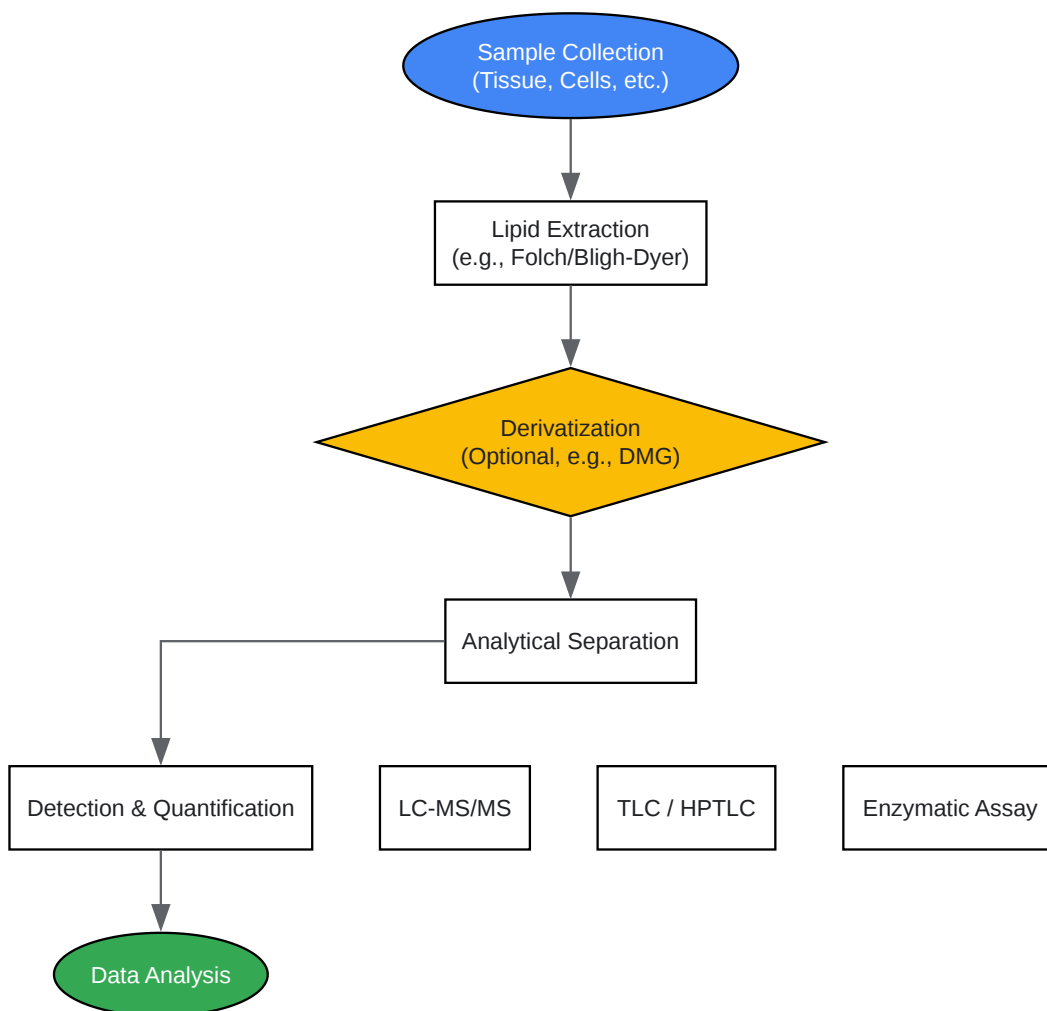 Sample Collection
(Tissue, Cells, etc.)
Lipid Extraction
(e.g., Folch/Bligh-Dyer)
Derivatization
(Optional, e.g., DMG)
Analytical Separation
Detection & Quantification
LC-MS/MS
TLC / HPTLC
Enzymatic Assay
Data Analysis